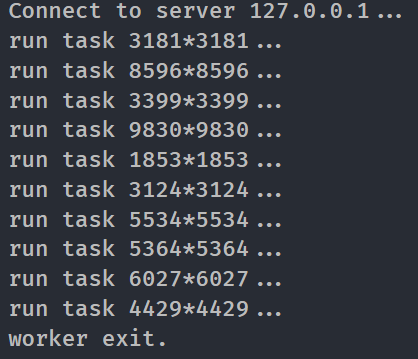 Connect to server 127.0.0.1...
run task 3181*3181...
run task 8596*8596...
run task 3399*3399...
run task 9830*9830...
run task 1853*1853...
run task 3124*3124...
run task 5534*5534...
run task 5364*5364...
run task 6027*6027...
run task 4429*4429...
worker exit.